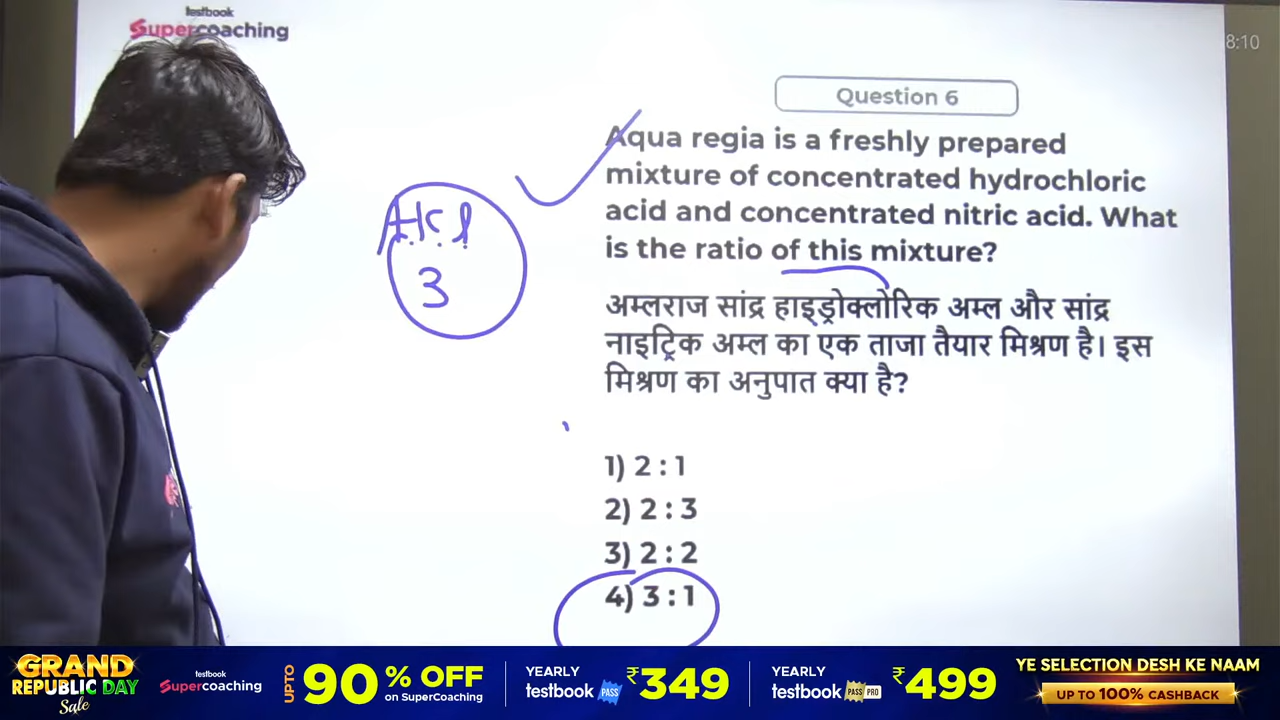 testbook
Supercoaching
8:10
Question 6
Aqua regia is a freshly prepared
mixture of concentrated hydrochloric
acid and concentrated nitric acid. What
is the ratio of this mixture?
अम्लराज सांद्र हाइड्रोक्लोरिक अम्ल और सांद्र
नाइट्रिक अम्ल का एक ताजा तैयार मिश्रण है। इस
मिश्रण का अनुपात क्या है?
1) 2 : 1
2) 2 : 3
3) 2 : 2
4) 3 : 1
3
GRAND
REPUBLIC DAY
Sale
testbook
Supercoaching
UPTO 90% OFF
on SuperCoaching
YEARLY
testbook PASS
₹349
YEARLY
testbook PASS PRO
₹499
YE SELECTION DESH KE NAAM
UP TO 100% CASHBACK